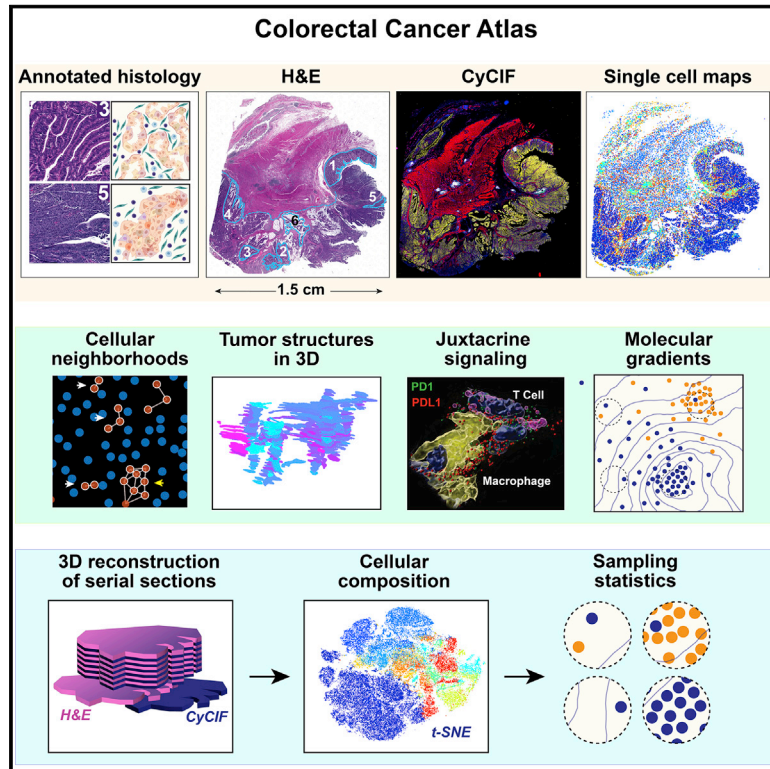 Colorectal Cancer Atlas
Annotated histology
H&E
CyCIF
Single cell maps
3
5
1
5
4
6
2
3
2
1.5 cm
Cellular
neighborhoods
Tumor structures
in 3D
Juxtacrine
signaling
Molecular
gradients
PD1
PDL1
T Cell
Macrophage
3D reconstruction
of serial sections
Cellular
composition
Sampling
statistics
H&E
CyCIF
t-SNE